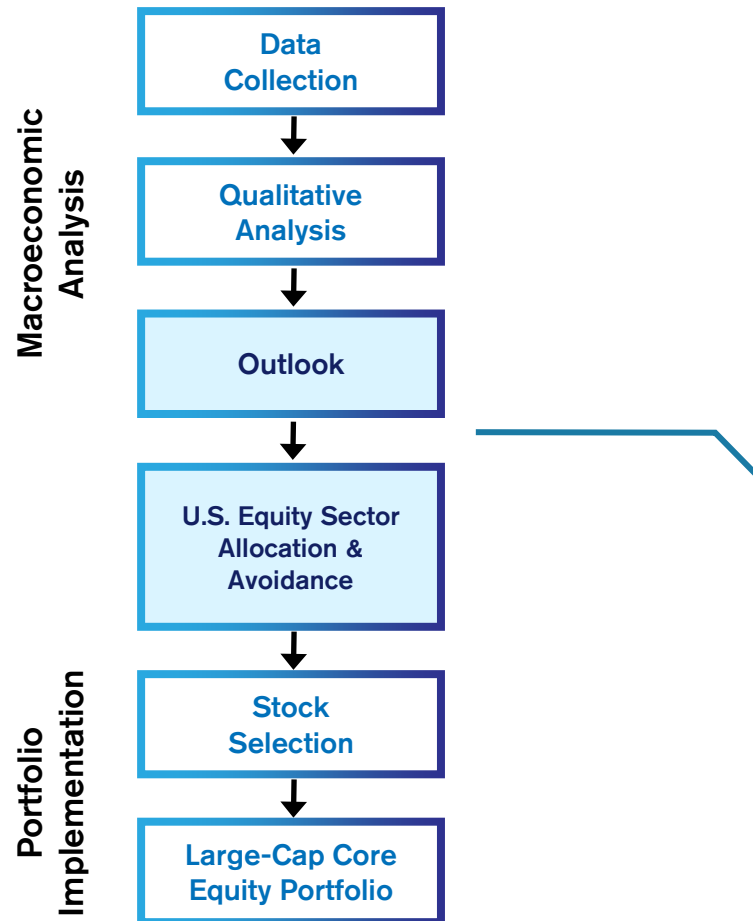 Macroeconomic
Analysis
Data
Collection
Qualitative
Analysis
Outlook
U.S. Equity Sector
Allocation &
Avoidance
Portfolio
Implementation
Stock
Selection
Large-Cap Core
Equity Portfolio